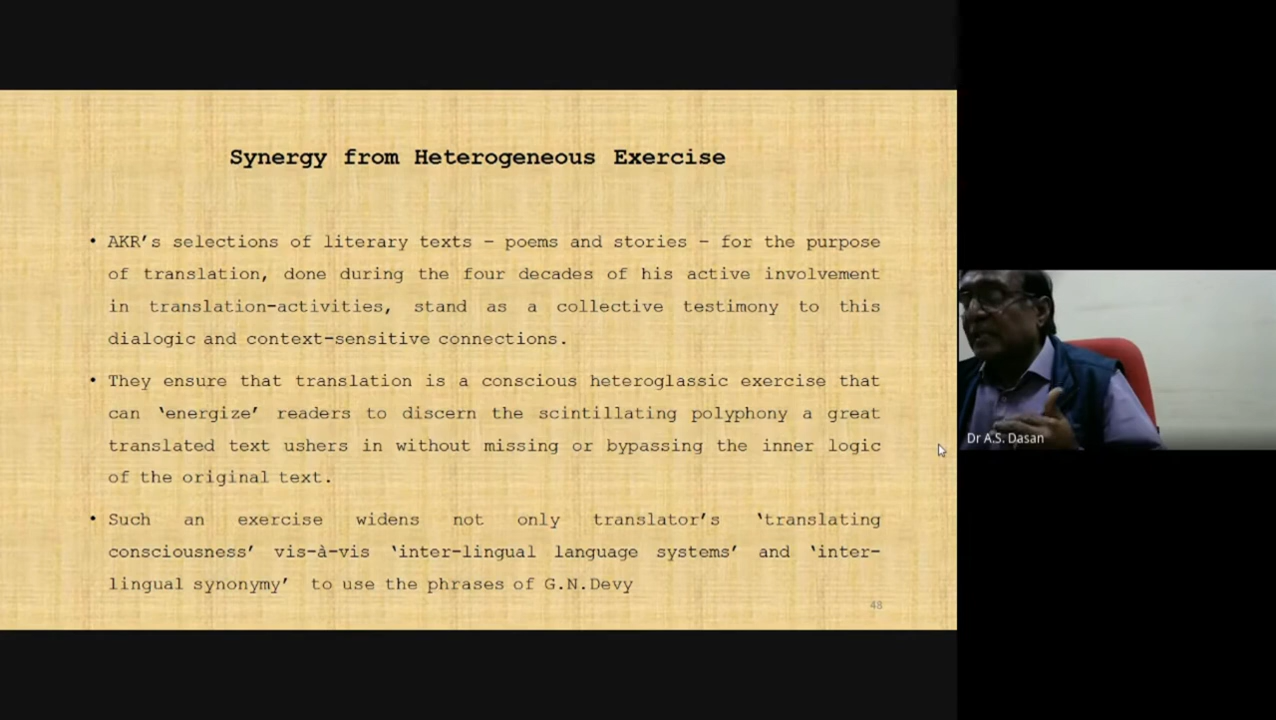 Synergy from Heterogeneous Exercise
• AKR's selections of literary texts – poems and stories – for the purpose
of translation, done during the four decades of his active involvement
in translation-activities, stand as a collective testimony to this
dialogic and context-sensitive connections.
• They ensure that translation is a conscious heteroglassic exercise that
can ‛energize’ readers to discern the scintillating polyphony a great
translated text ushers in without missing or bypassing the inner logic
of the original text.
• Such an exercise widens not only translator’s ‛translating
consciousness’ vis-à-vis ‛inter-lingual language systems’ and ‛inter-
lingual synonymy’ to use the phrases of G.N.Devy
48
Dr A.S. Dasan